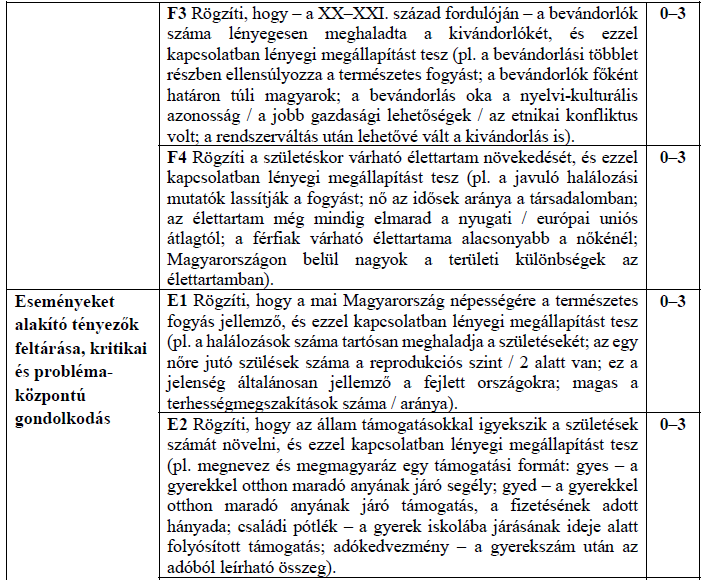 F3 Rögzíti, hogy – a XX–XXI. század fordulóján – a bevándorlók
0–3
száma lényegesen meghaladta a kivándorlókét, és ezzel
kapcsolatban lényegi megállapítást tesz (pl. a bevándorlási többlet
részben ellensúlyozza a természetes fogyást; a bevándorlók főként
határon túli magyarok; a bevándorlás oka a nyelvi-kulturális
azonosság / a jobb gazdasági lehetőségek / az etnikai konfliktus
volt; a rendszerváltás után lehetővé vált a kivándorlás is).
F4 Rögzíti a születéskor várható élettartam növekedését, és ezzel
0–3
kapcsolatban lényegi megállapítást tesz (pl. a javuló halálozási
mutatók lassítják a fogyást; nő az idősek aránya a társadalomban;
az élettartam még mindig elmarad a nyugati / európai uniós
átlagtól; a férfiak várható élettartama alacsonyabb a nőkénél;
Magyarországon belül nagyok a területi különbségek az
élettartamban).
Eseményeket
alakító tényezők
feltárása, kritikai
és probléma-
központú
gondolkodás
E1 Rögzíti, hogy a mai Magyarország népességére a természetes
0–3
fogyás jellemző, és ezzel kapcsolatban lényegi megállapítást tesz
(pl. a halálozások száma tartósan meghaladja a születésekét; az egy
nőre jutó szülések száma a reprodukciós szint / 2 alatt van; ez a
jelenség általánosan jellemző a fejlett országokra; magas a
terhességmegszakítások száma / aránya).
E2 Rögzíti, hogy az állam támogatásokkal igyekszik a születések
0–3
számát növelni, és ezzel kapcsolatban lényegi megállapítást tesz
(pl. megnevez és megmagyaráz egy támogatási formát: gyes – a
gyerekkel otthon maradó anyának járó segély; gyed – a gyerekkel
otthon maradó anyának járó támogatás, a fizetésének adott
hányada; családi pótlék – a gyerek iskolába járásának ideje alatt
folyósított támogatás; adókedvezmény – a gyerekszám után az
adóból leírható összeg).